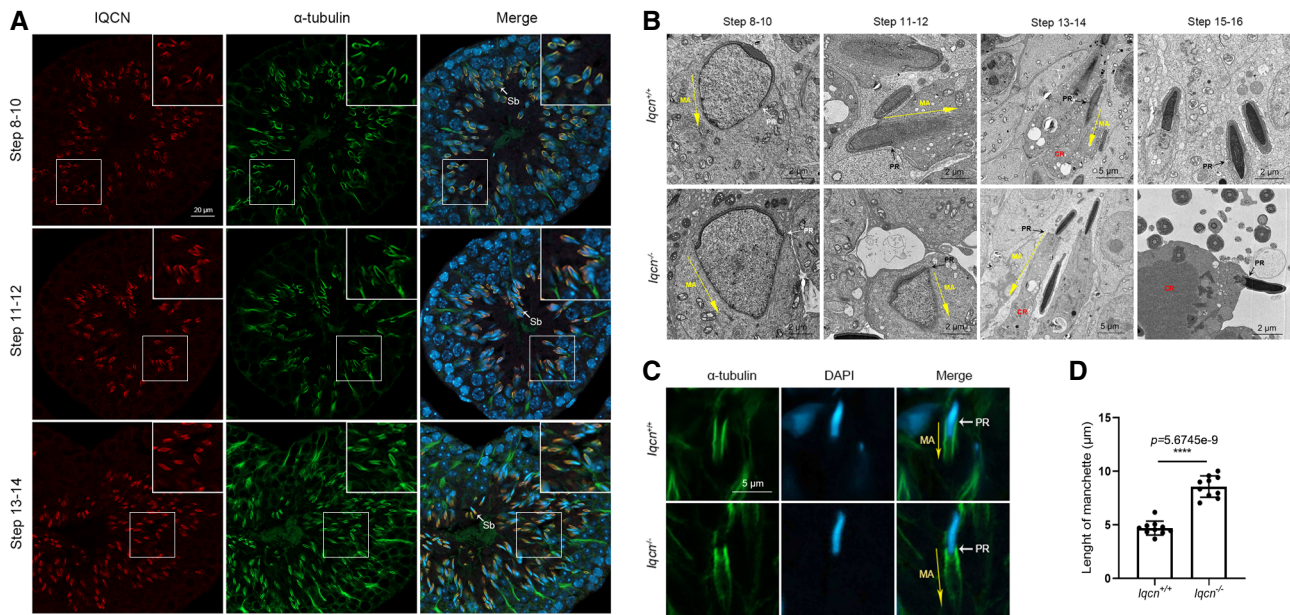 A
IQCN
α-tubulin
Merge
Step 8-10
20 μm
Sb
Step 11-12
Sb
Step 13-14
Sb
B
Step 8-10
Step 11-12
Step 13-14
Step 15-16
Iqcn+/+
MA
PR
2 μm
MA
PR
2 μm
PR
MA
CR
5 μm
PR
2 μm
Iqcn-/-
MA
PR
2 μm
PR
MA
2 μm
PR
MA
CR
5 μm
PR
CR
2 μm
C
α-tubulin
DAPI
Merge
Iqcn+/+
5 μm
MA
PR
Iqcn-/-
MA
PR
D
Lenght of manchette (μm)
15
10
5
0
p=5.6745e-9
****
Iqcn+/+
Iqcn-/-